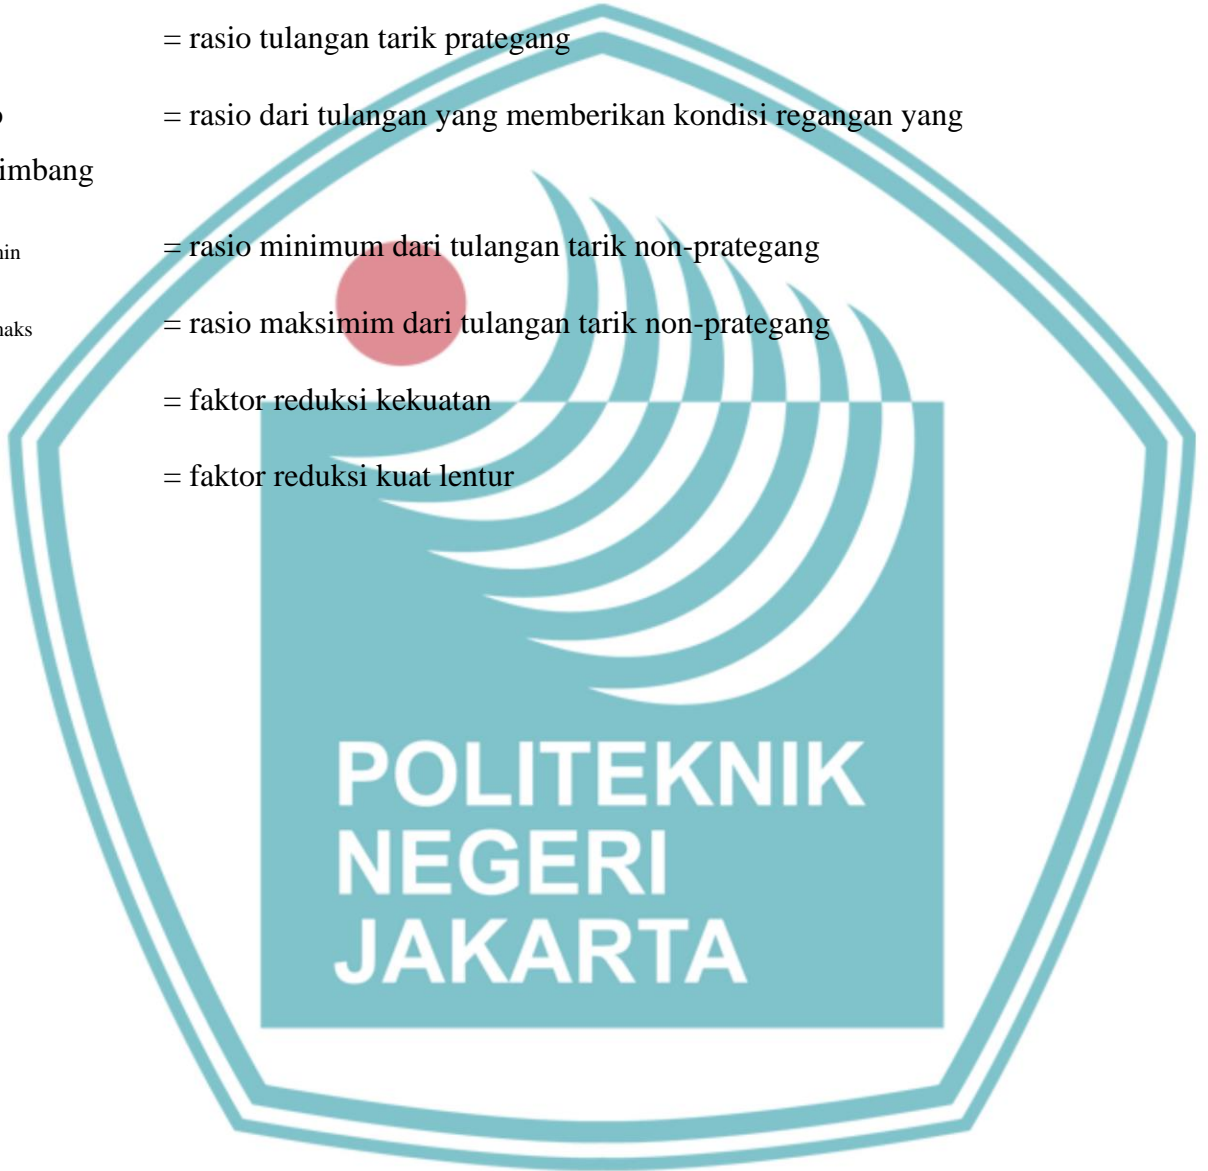 = rasio tulangan tarik prategang
= rasio dari tulangan yang memberikan kondisi regangan yang
imbang
= rasio minimum dari tulangan tarik non-prategang
= rasio maksimim dari tulangan tarik non-prategang
= faktor reduksi kekuatan
= faktor reduksi kuat lentur
POLITEKNIK
NEGERI
JAKARTA